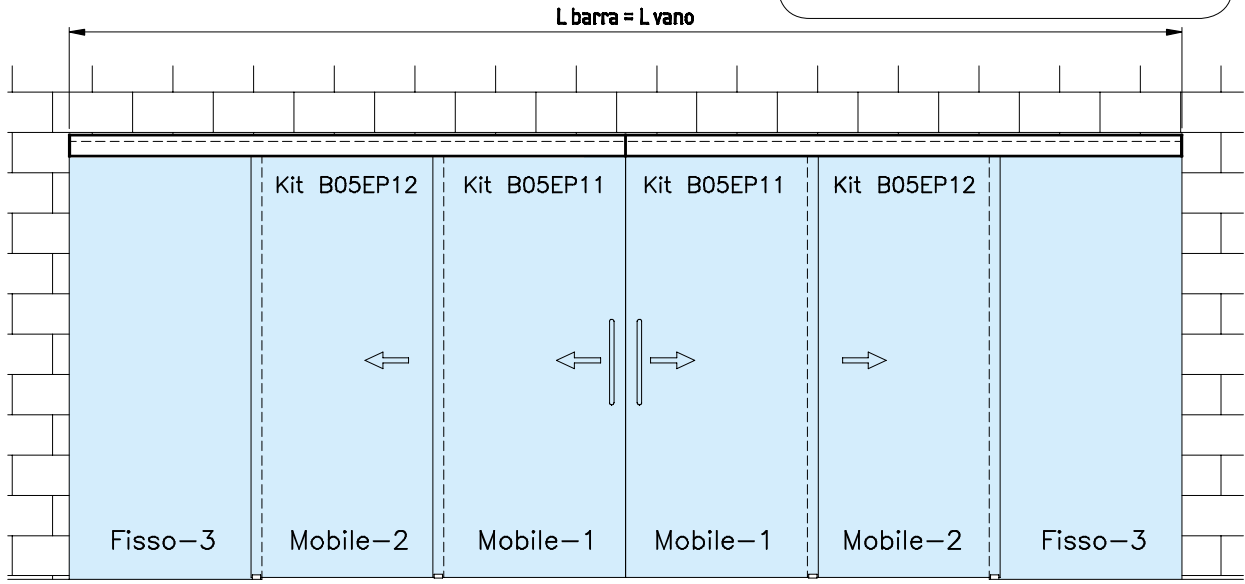 L barra = L vano
Kit B05EP12 Kit B05EP11 Kit B05EP11 Kit B05EP12
Fisso-3 Mobile-2 Mobile-1 Mobile-1 Mobile-2 Fisso-3